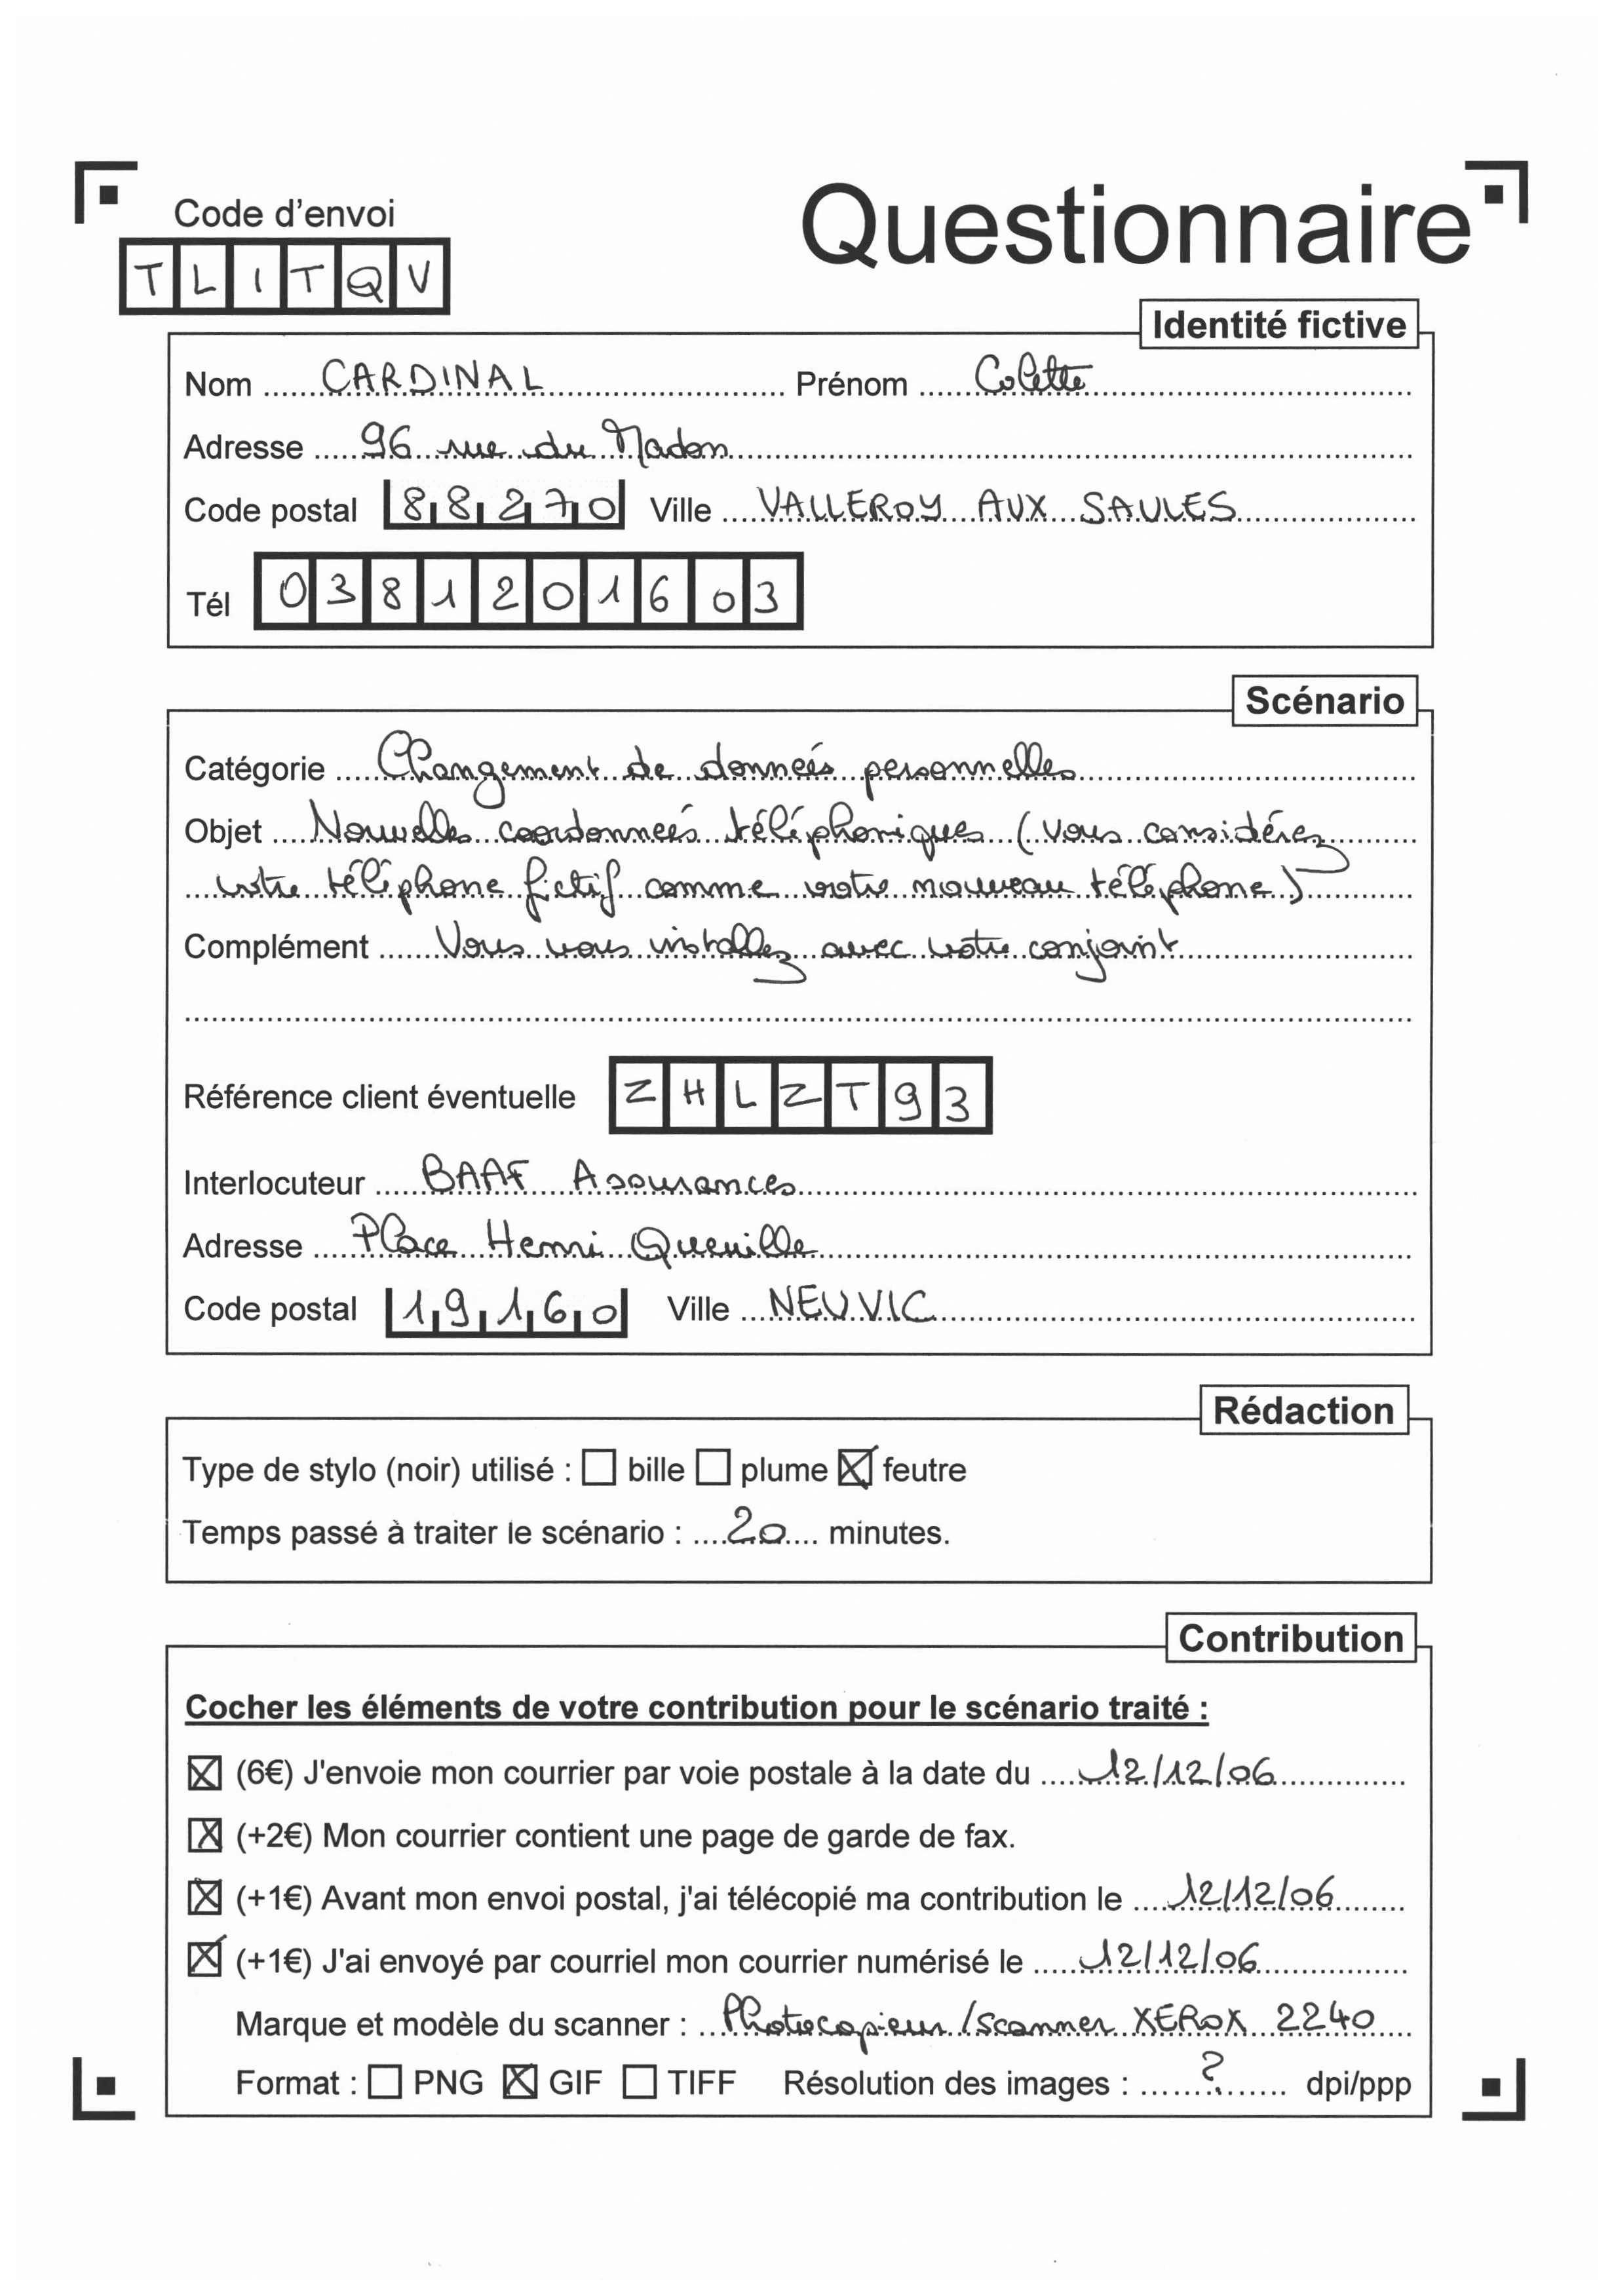 Code d'envoi
Questionnaire
TLITQV
Identité fictive
Nom CARDINAL Prénom Colette
Adresse 96 rue du Madon
Code postal 88270 Ville VALLEROY AUX SAULES
Tél 0381201603
Scénario
Catégorie Changement de données personnelles
Objet Nouvelles coordonnées téléphoniques (vous considérez
votre téléphone fictif comme votre nouveau téléphone)
Complément Vous vous installez avec votre conjoint
Référence client éventuelle ZHLZT93
Interlocuteur BAAF Assurances
Adresse Place Henri Queuille
Code postal 19160 Ville NEUVIC
Rédaction
Type de stylo (noir) utilisé : ☐ bille ☐ plume ☒ feutre
Temps passé à traiter le scénario : 20 minutes.
Contribution
Cocher les éléments de votre contribution pour le scénario traité :
☒ (6€) J'envoie mon courrier par voie postale à la date du 12/12/06
☒ (+2€) Mon courrier contient une page de garde de fax.
☒ (+1€) Avant mon envoi postal, j'ai télécopié ma contribution le 12/12/06
☒ (+1€) J'ai envoyé par courriel mon courrier numérisé le 12/12/06
Marque et modèle du scanner : Photocopieur/scanner XEROX 2240
Format : ☐ PNG ☒ GIF ☐ TIFF Résolution des images : ? dpi/ppp